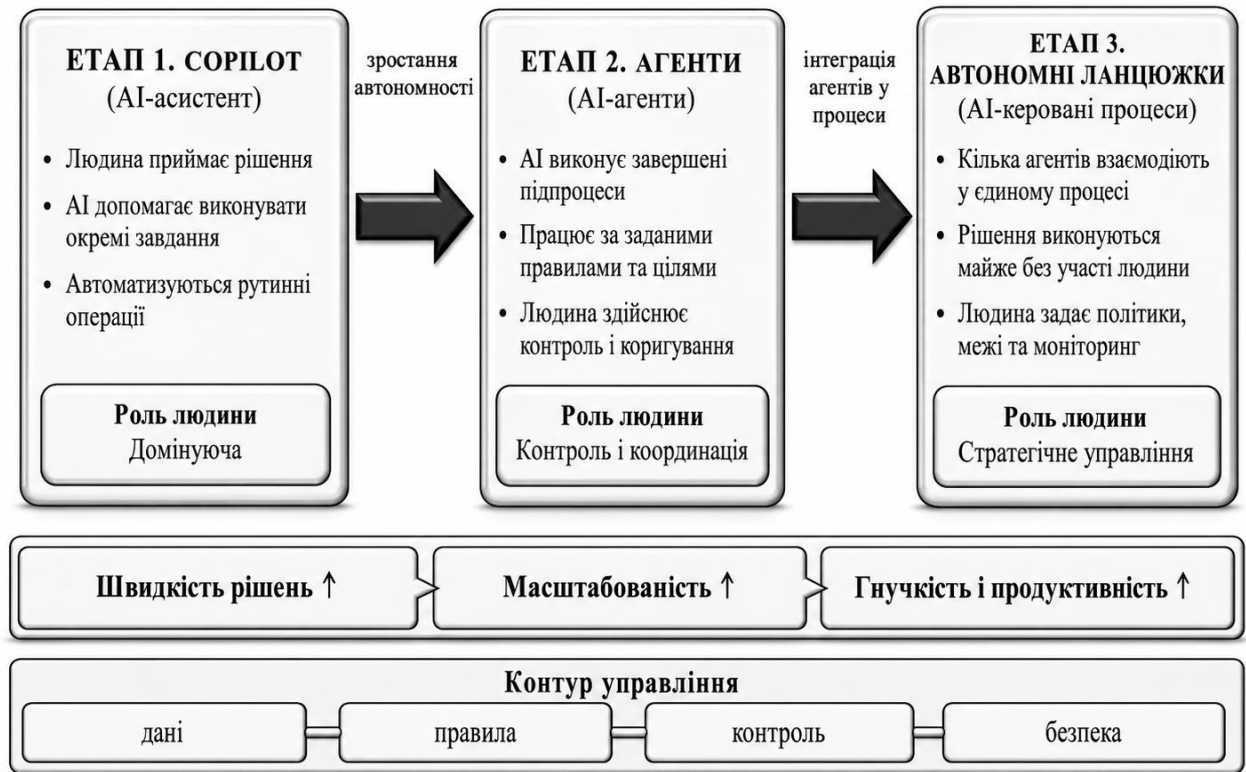 ЕТАП 1. COPILOT
(AI-асистент)
• Людина приймає рішення
• AI допомагає виконувати
окремі завдання
• Автоматизуються рутинні
операції
Роль людини
Домінуюча
зростання
автономності
ЕТАП 2. АГЕНТИ
(AI-агенти)
• AI виконує завершені
підпроцеси
• Працює за заданими
правилами та цілями
• Людина здійснює
контроль і коригування
Роль людини
Контроль і координація
інтеграція
агентів у
процеси
ЕТАП 3.
АВТОНОМНІ ЛАНЦЮЖКИ
(AI-керовані процеси)
• Кілька агентів взаємодіють
у єдиному процесі
• Рішення виконуються
майже без участі людини
• Людина задає політики,
межі та моніторинг
Роль людини
Стратегічне управління
Швидкість рішень ↑
Масштабованість ↑
Гнучкість і продуктивність ↑
Контур управління
дані
правила
контроль
безпека